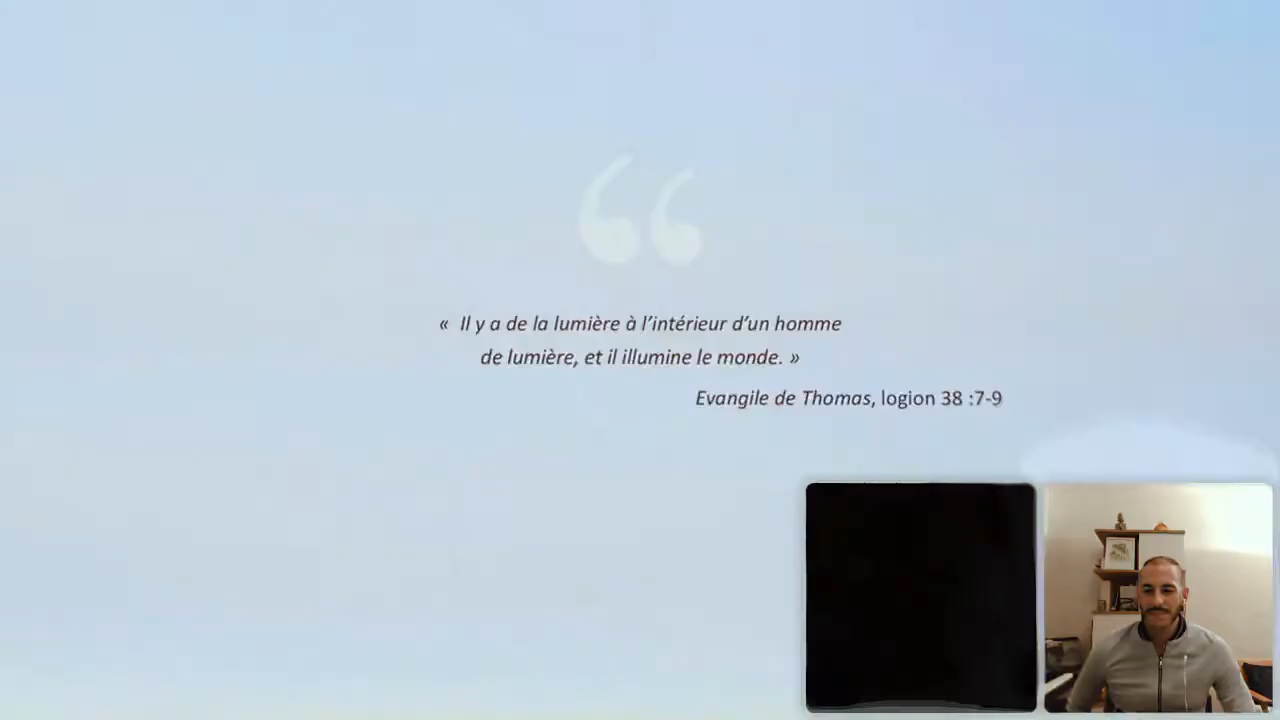 « Il y a de la lumière à l’intérieur d’un homme
de lumière, et il illumine le monde. »
Evangile de Thomas, logion 38 :7-9